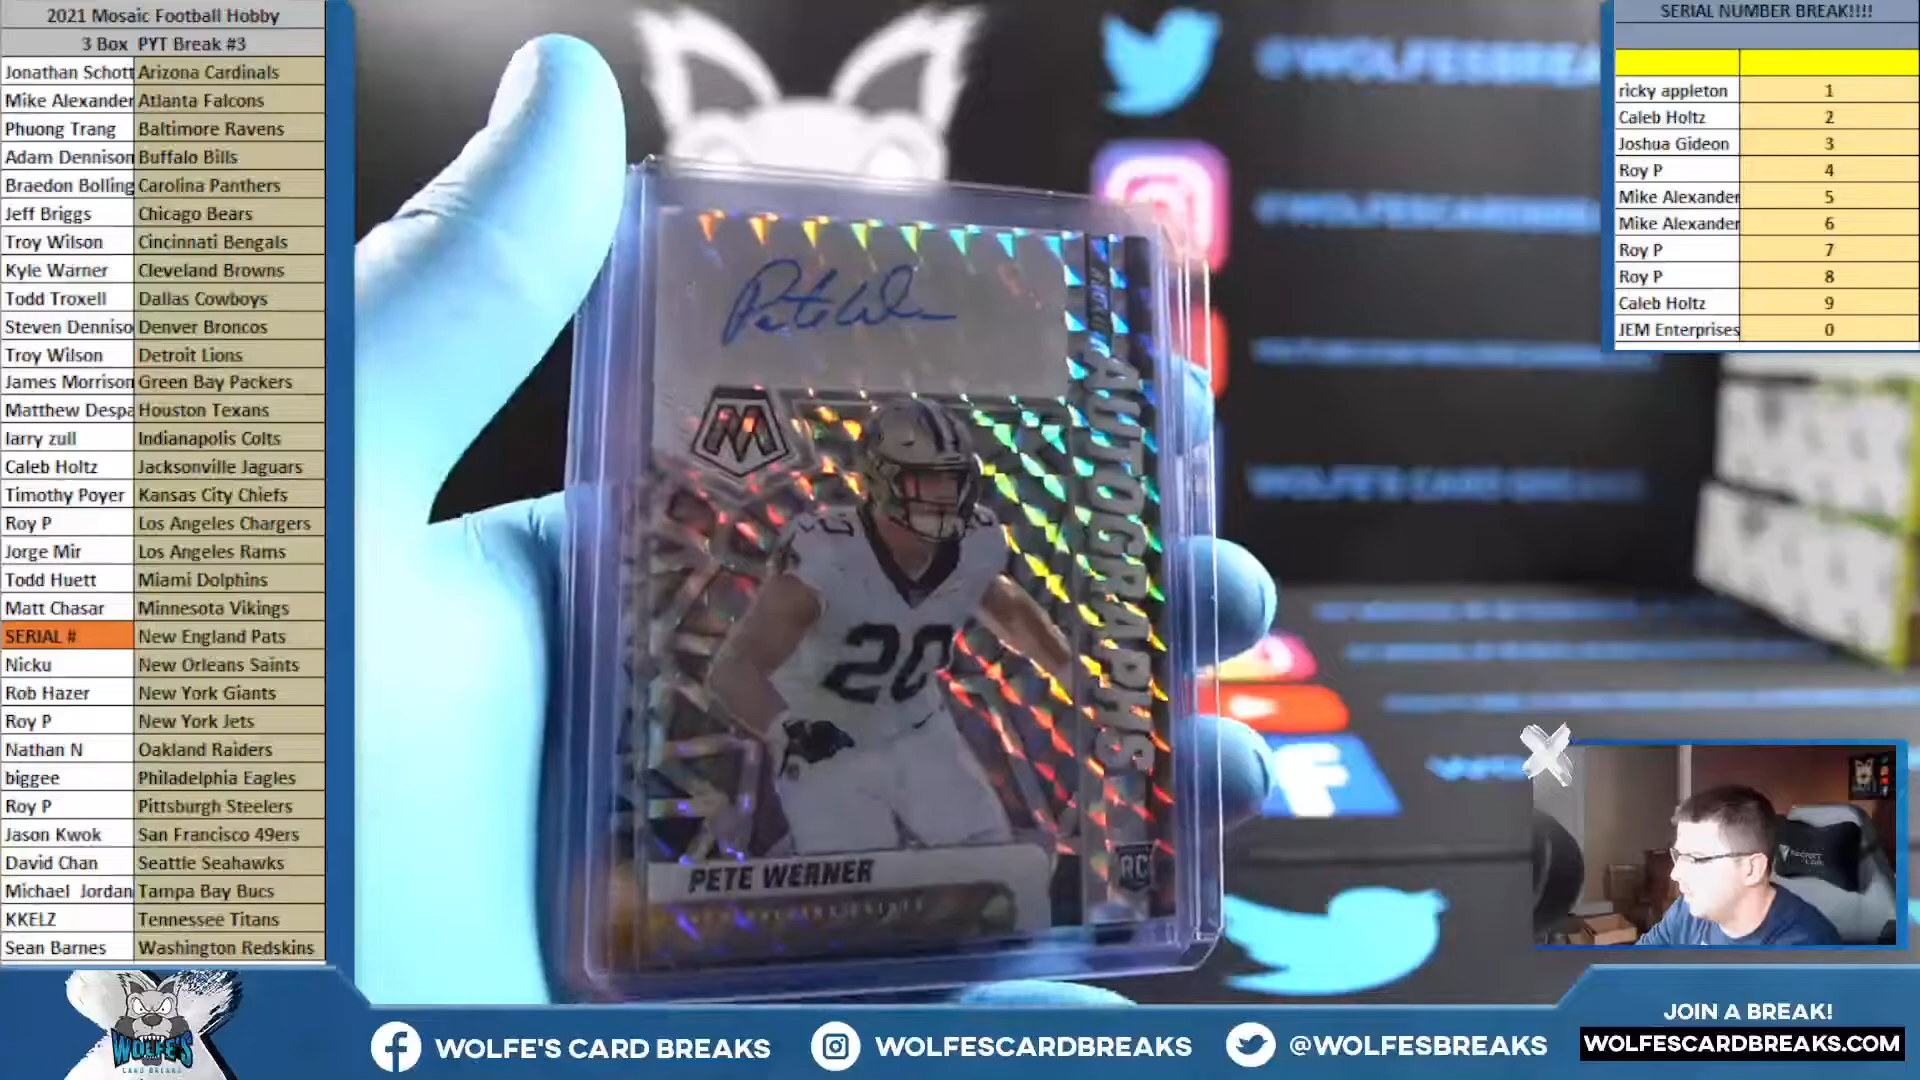 2021 Mosaic Football Hobby
3 Box PYT Break #3
Jonathan Schott Arizona Cardinals
Mike Alexander Atlanta Falcons
Phuong Trang Baltimore Ravens
Adam Dennison Buffalo Bills
Braedon Bolling Carolina Panthers
Jeff Briggs Chicago Bears
Troy Wilson Cincinnati Bengals
Kyle Warner Cleveland Browns
Todd Troxell Dallas Cowboys
Steven Denniso Denver Broncos
Troy Wilson Detroit Lions
James Morrison Green Bay Packers
Matthew Despa Houston Texans
larry zull Indianapolis Colts
Caleb Holtz Jacksonville Jaguars
Timothy Poyer Kansas City Chiefs
Roy P Los Angeles Chargers
Jorge Mir Los Angeles Rams
Todd Huett Miami Dolphins
Matt Chasar Minnesota Vikings
SERIAL # New England Pats
Nicku New Orleans Saints
Rob Hazer New York Giants
Roy P New York Jets
Nathan N Oakland Raiders
biggee Philadelphia Eagles
Roy P Pittsburgh Steelers
Jason Kwok San Francisco 49ers
David Chan Seattle Seahawks
Michael Jordan Tampa Bay Bucs
KKELZ Tennessee Titans
Sean Barnes Washington Redskins
SERIAL NUMBER BREAK!!!!
ricky appleton 1
Caleb Holtz 2
Joshua Gideon 3
Roy P 4
Mike Alexander 5
Mike Alexander 6
Roy P 7
Roy P 8
Caleb Holtz 9
JEM Enterprises 0
@WOLFESBREA
@WOLFESCARDBREA
WOLFE'S CARD BREAKS
AUTOGRAPHS
M
20
PETE WERNER
RC
WOLFE'S
CARD BREAKS
WOLFE'S CARD BREAKS
WOLFESCARDBREAKS
@WOLFESBREAKS
JOIN A BREAK!
WOLFESCARDBREAKS.COM